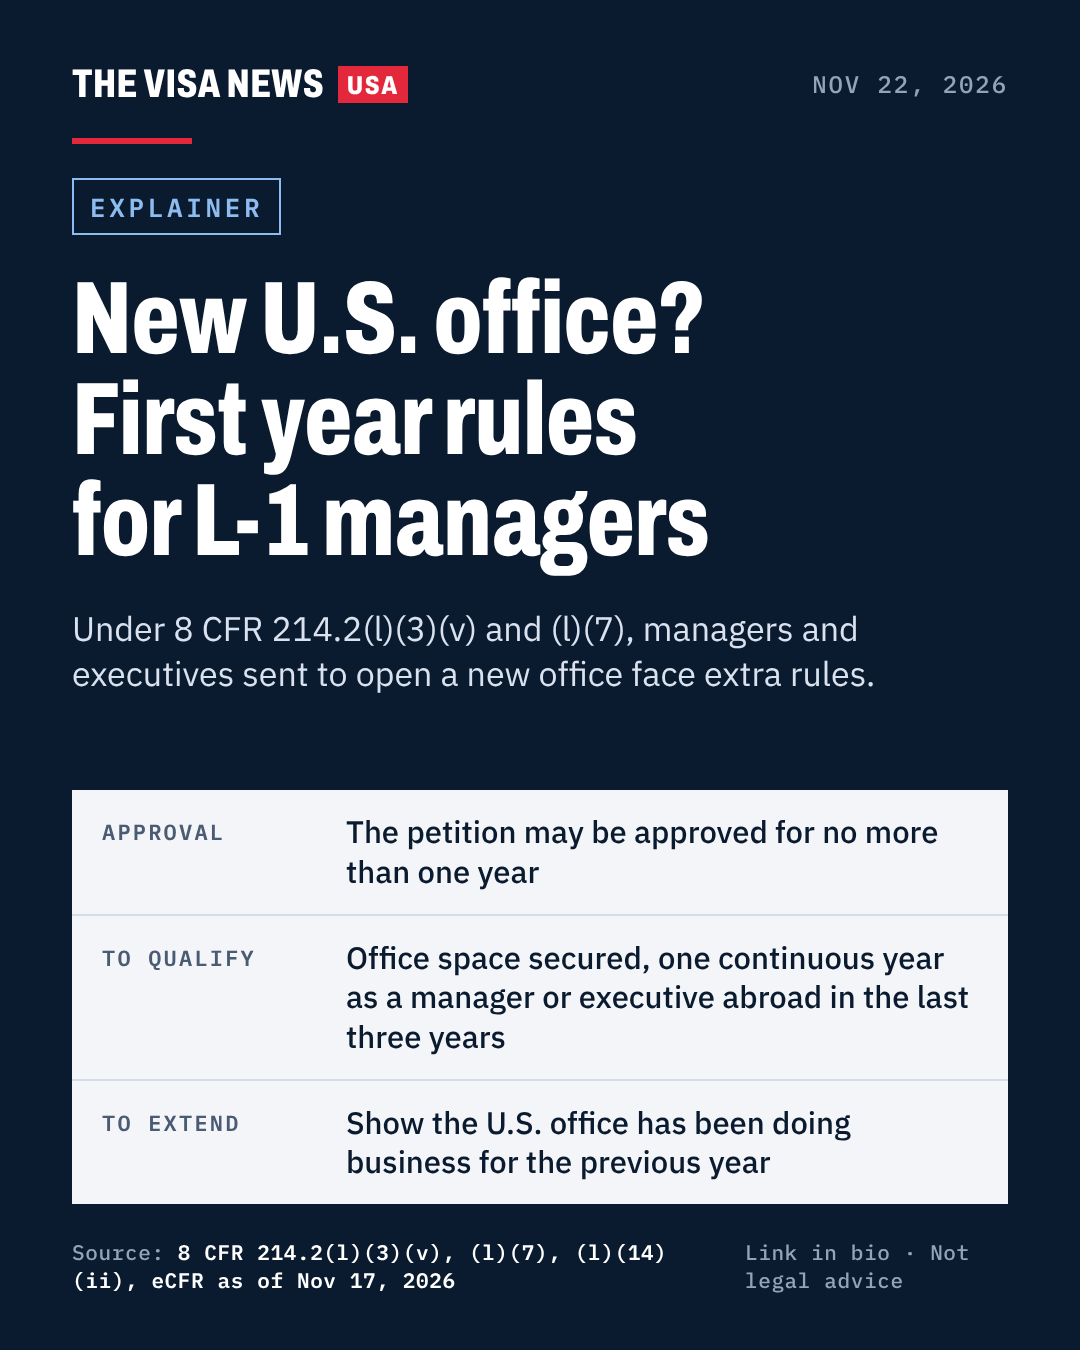 THE VISA NEWS USA
NOV 22, 2026
EXPLAINER
New U.S. office?
First year rules
for L-1 managers
Under 8 CFR 214.2(l)(3)(v) and (l)(7), managers and
executives sent to open a new office face extra rules.
APPROVAL
The petition may be approved for no more
than one year
TO QUALIFY
Office space secured, one continuous year
as a manager or executive abroad in the last
three years
TO EXTEND
Show the U.S. office has been doing
business for the previous year
Source: 8 CFR 214.2(l)(3)(v), (l)(7), (l)(14)
(ii), eCFR as of Nov 17, 2026
Link in bio · Not
legal advice